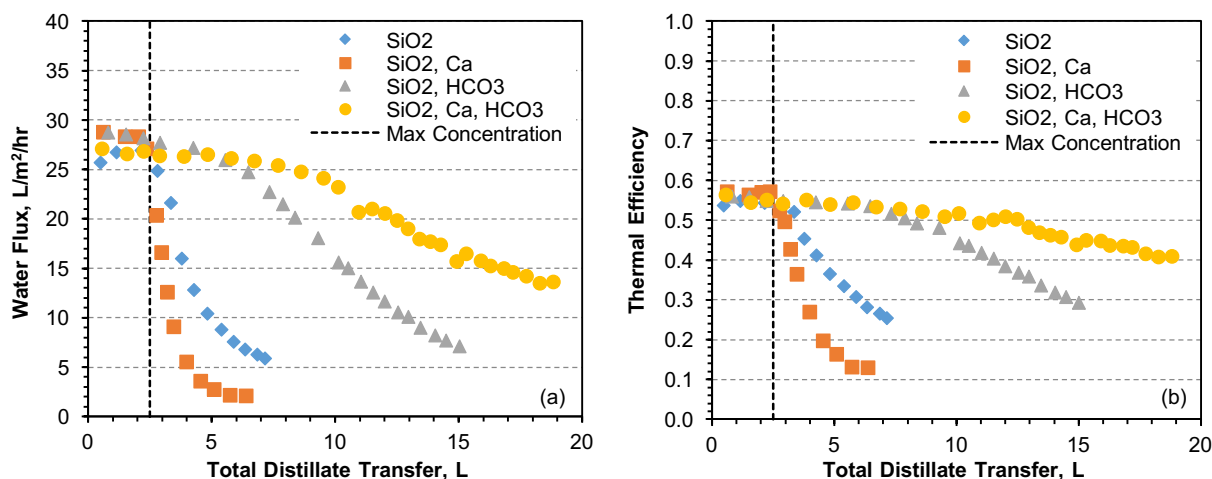 40
35
30
25
20
15
10
5
0
Water Flux, L/m²/hr
SiO2
SiO2, Ca
SiO2, HCO3
SiO2, Ca, HCO3
Max Concentration
(a)
0 5 10 15 20
Total Distillate Transfer, L
1.0
0.9
0.8
0.7
0.6
0.5
0.4
0.3
0.2
0.1
0.0
Thermal Efficiency
SiO2
SiO2, Ca
SiO2, HCO3
SiO2, Ca, HCO3
Max Concentration
(b)
0 5 10 15 20
Total Distillate Transfer, L